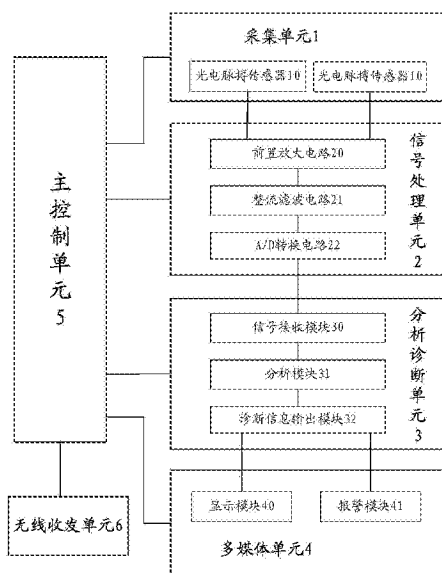 采集单元1
光电脉搏传感器10
光电脉搏传感器10
前置放大电路20
整流滤波电路21
A/D转换电路22
信号处理单元2
主控制单元5
信号接收模块30
分析模块31
诊断信息输出模块32
分析诊断单元3
显示模块40
报警模块41
多媒体单元4
无线收发单元6